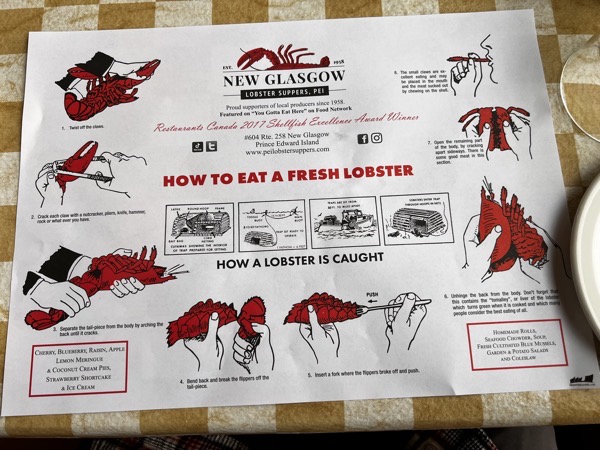 EST. 1958
NEW GLASGOW
LOBSTER SUPPERS, PEI
Proud supporters of local producers since 1958.
Featured on "You Gotta Eat Here" on Food Network
Restaurants Canada 2017 Shellfish Excellence Award Winner
#604 Rte. 258 New Glasgow
Prince Edward Island
www.peilobstersuppers.com
HOW TO EAT A FRESH LOBSTER
HOW A LOBSTER IS CAUGHT
1. Twist off the claws.
2. Crack each claw with a nutcracker, pliers, knife, hammer,
rock or what ever you have.
3. Separate the tail-piece from the body by arching the
back until it cracks.
4. Bend back and break the flippers off the
tail-piece.
PUSH
5. Insert a fork where the flippers broke off and push.
6. Unhinge the back from the body. Don't forget that
this contains the "tomalley", or liver of the lobster
which turns green when it is cooked and which many
people consider the best eating of all.
7. Open the remaining part
of the body, by cracking
apart sideways. There is
some good meat in this
section.
8. The small claws are ex-
cellent eating and may
be placed in the mouth
and the meat sucked out
by chewing on the shell.
CHERRY, BLUEBERRY, RAISIN, APPLE
LEMON MERINGUE
& COCONUT CREAM PIES,
STRAWBERRY SHORTCAKE
& ICE CREAM
HOMEMADE ROLLS,
SEAFOOD CHOWDER, SOUP,
FRESH CULTIVATED BLUE MUSSELS,
GARDEN & POTATO SALADS
AND COLESLAW